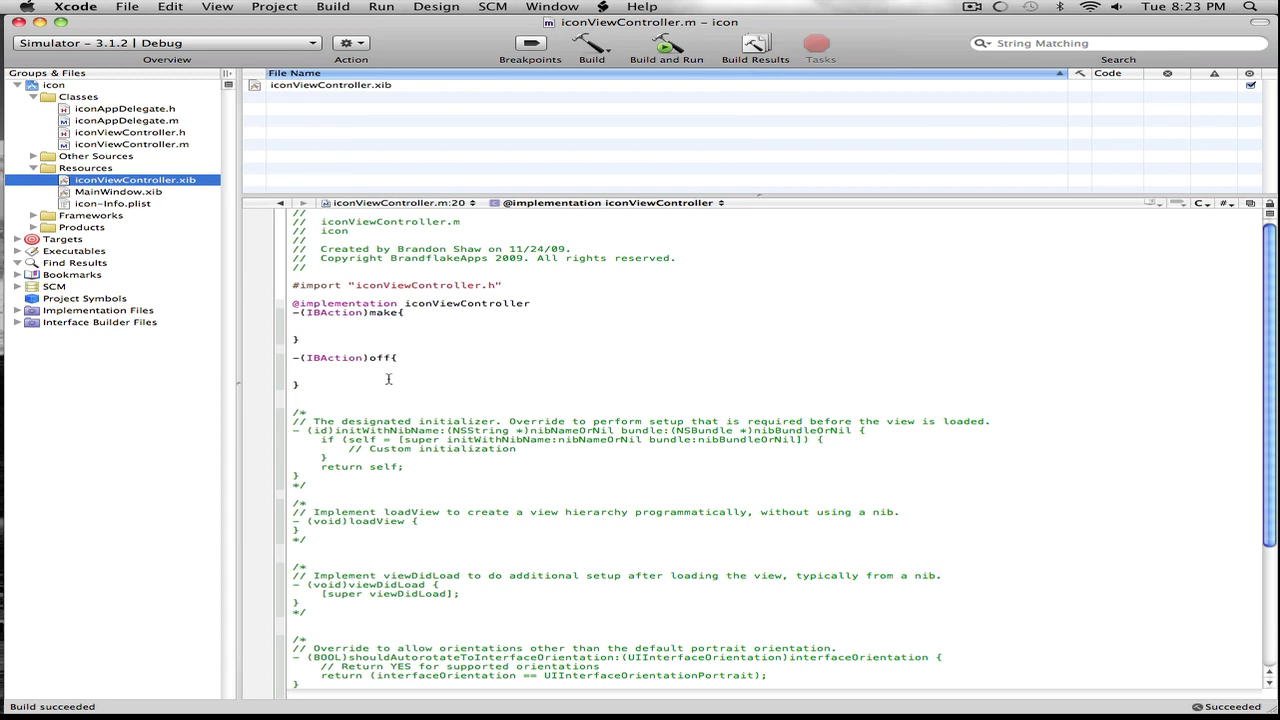 Xcode File Edit View Project Build Run Design SCM Window Help Tue 8:23 PM
iconViewController.m – icon
Simulator - 3.1.2 | Debug
String Matching
Overview Action Breakpoints Build Build and Run Build Results Tasks Search
Groups & Files
File Name
Code
icon
iconViewController.xib
Classes
iconAppDelegate.h
iconAppDelegate.m
iconViewController.h
iconViewController.m
Other Sources
Resources
iconViewController.xib
MainWindow.xib
icon-Info.plist
Frameworks
Products
Targets
Executables
Find Results
Bookmarks
SCM
Project Symbols
Implementation Files
Interface Builder Files
iconViewController.m:20 @implementation iconViewController
C #
//
// iconViewController.m
// icon
//
// Created by Brandon Shaw on 11/24/09.
// Copyright BrandflakeApps 2009. All rights reserved.
//
#import "iconViewController.h"
@implementation iconViewController
-(IBAction)make{
}
-(IBAction)off{
}
/*
// The designated initializer. Override to perform setup that is required before the view is loaded.
- (id)initWithNibName:(NSString *)nibNameOrNil bundle:(NSBundle *)nibBundleOrNil {
if (self = [super initWithNibName:nibNameOrNil bundle:nibBundleOrNil]) {
// Custom initialization
}
return self;
}
*/
/*
// Implement loadView to create a view hierarchy programmatically, without using a nib.
- (void)loadView {
}
*/
/*
// Implement viewDidLoad to do additional setup after loading the view, typically from a nib.
- (void)viewDidLoad {
[super viewDidLoad];
}
*/
/*
// Override to allow orientations other than the default portrait orientation.
- (BOOL)shouldAutorotateToInterfaceOrientation:(UIInterfaceOrientation)interfaceOrientation {
// Return YES for supported orientations
return (interfaceOrientation == UIInterfaceOrientationPortrait);
}
Build succeeded
Succeeded